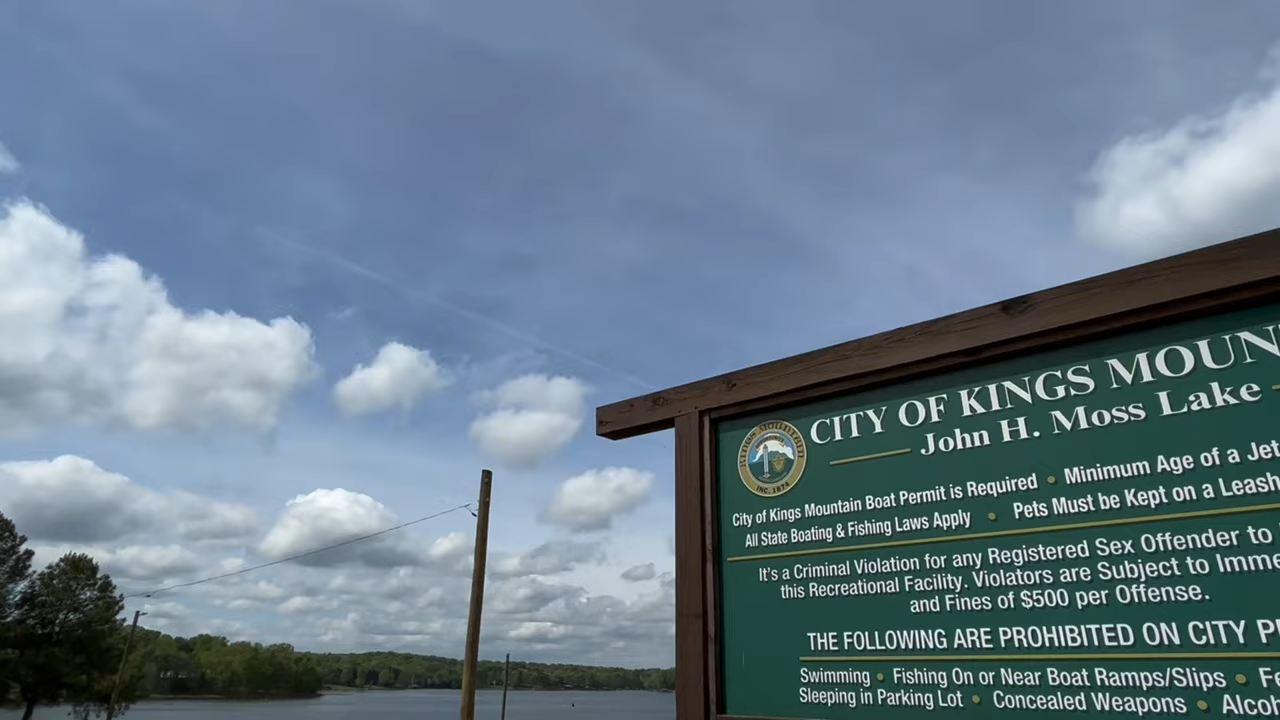 CITY OF KINGS MOUN
John H. Moss Lake
INC. 1874
City of Kings Mountain Boat Permit is Required • Minimum Age of a Jet
All State Boating & Fishing Laws Apply • Pets Must be Kept on a Leash
It's a Criminal Violation for any Registered Sex Offender to
this Recreational Facility. Violators are Subject to Imme
and Fines of $500 per Offense.
THE FOLLOWING ARE PROHIBITED ON CITY P
Swimming • Fishing On or Near Boat Ramps/Slips • Fe
Sleeping in Parking Lot • Concealed Weapons • Alcoh